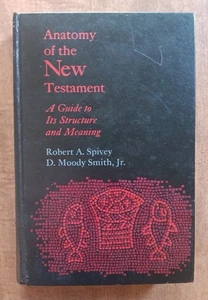 Anatomy
of the
New
Testament
A Guide to
Its Structure
and Meaning
Robert A. Spivey
D. Moody Smith, Jr.